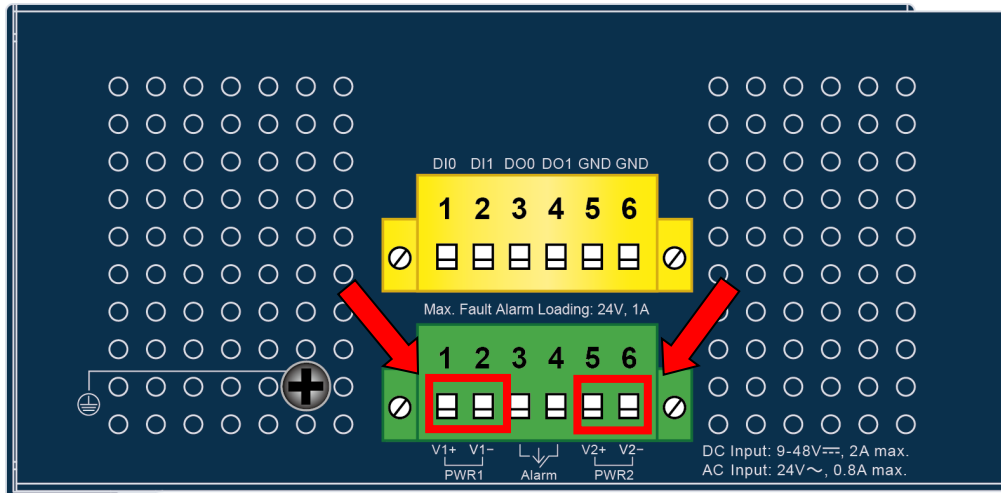 DI0 DI1 DO0 DO1 GND GND
1 2 3 4 5 6
Max. Fault Alarm Loading: 24V, 1A
1 2 3 4 5 6
V1+ V1− V2+ V2−
PWR1 Alarm PWR2
DC Input: 9-48V⎓, 2A max.
AC Input: 24V～, 0.8A max.